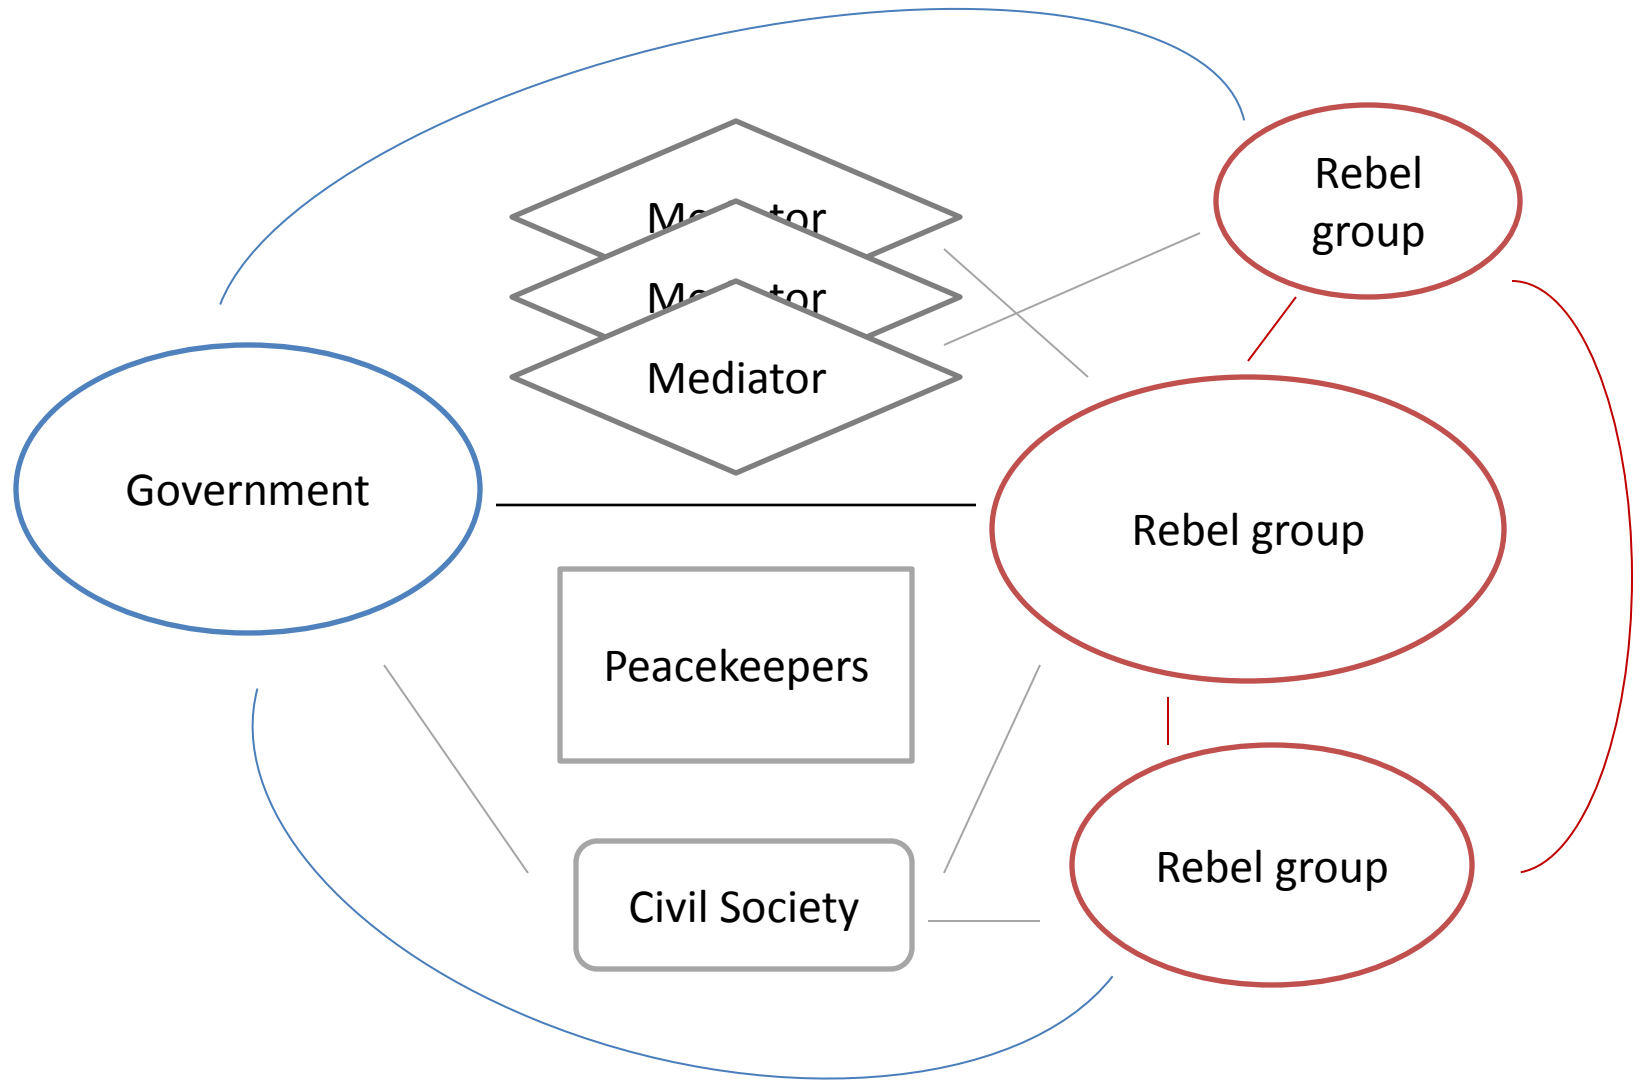 Rebel
group
Mediator
Government
Rebel group
Peacekeepers
Rebel group
Civil Society